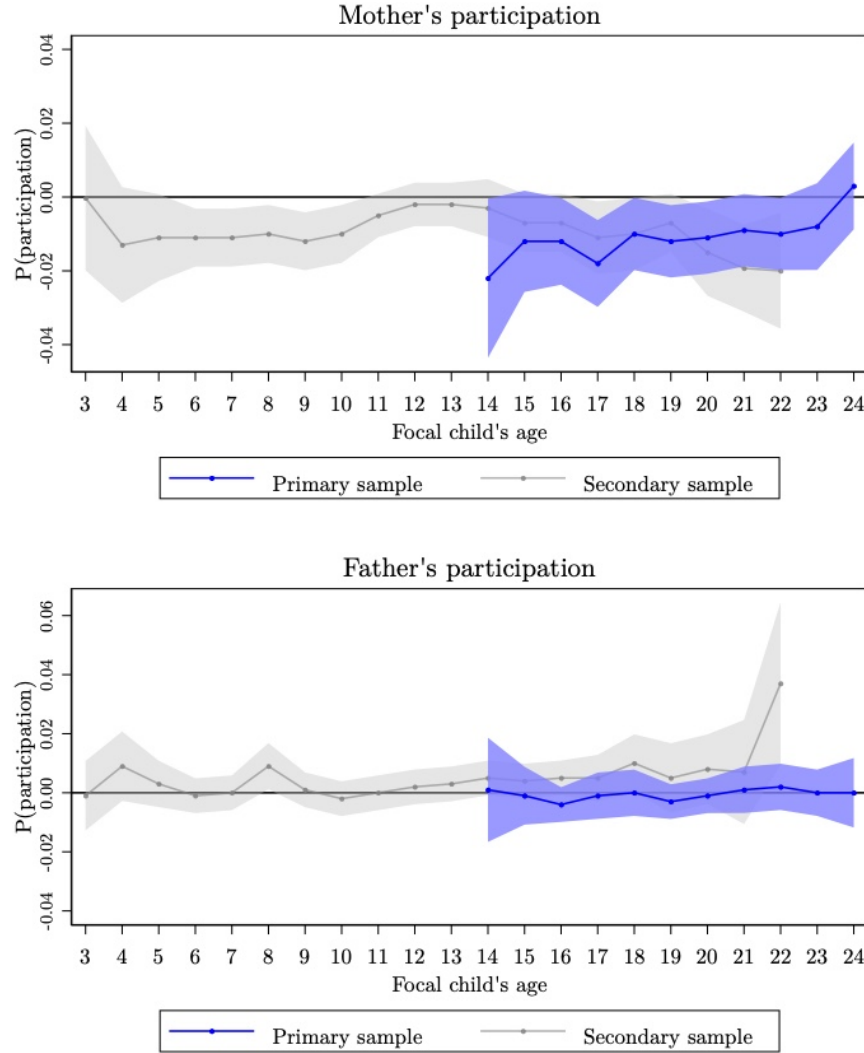 Mother's participation
P(participation)
0.04
0.02
0.00
-0.02
-0.04
3 4 5 6 7 8 9 10 11 12 13 14 15 16 17 18 19 20 21 22 23 24
Focal child's age
Primary sample Secondary sample
Father's participation
P(participation)
0.06
0.04
0.02
0.00
-0.02
-0.04
3 4 5 6 7 8 9 10 11 12 13 14 15 16 17 18 19 20 21 22 23 24
Focal child's age
Primary sample Secondary sample